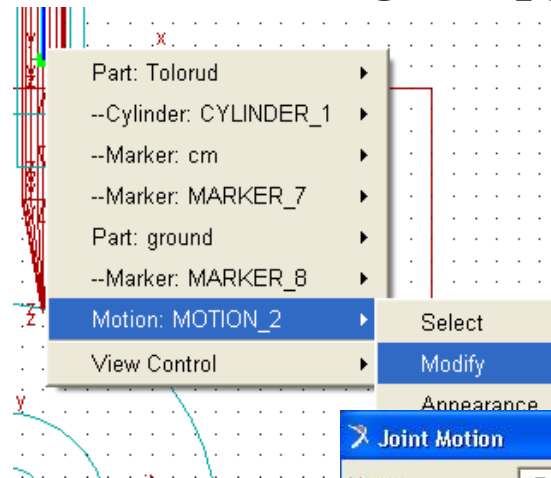 X
Part: Tolorud
--Cylinder: CYLINDER_1
--Marker: cm
--Marker: MARKER_7
Part: ground
--Marker: MARKER_8
Motion: MOTION_2
Select
View Control
Modify
Appearance
Joint Motion
Z
y